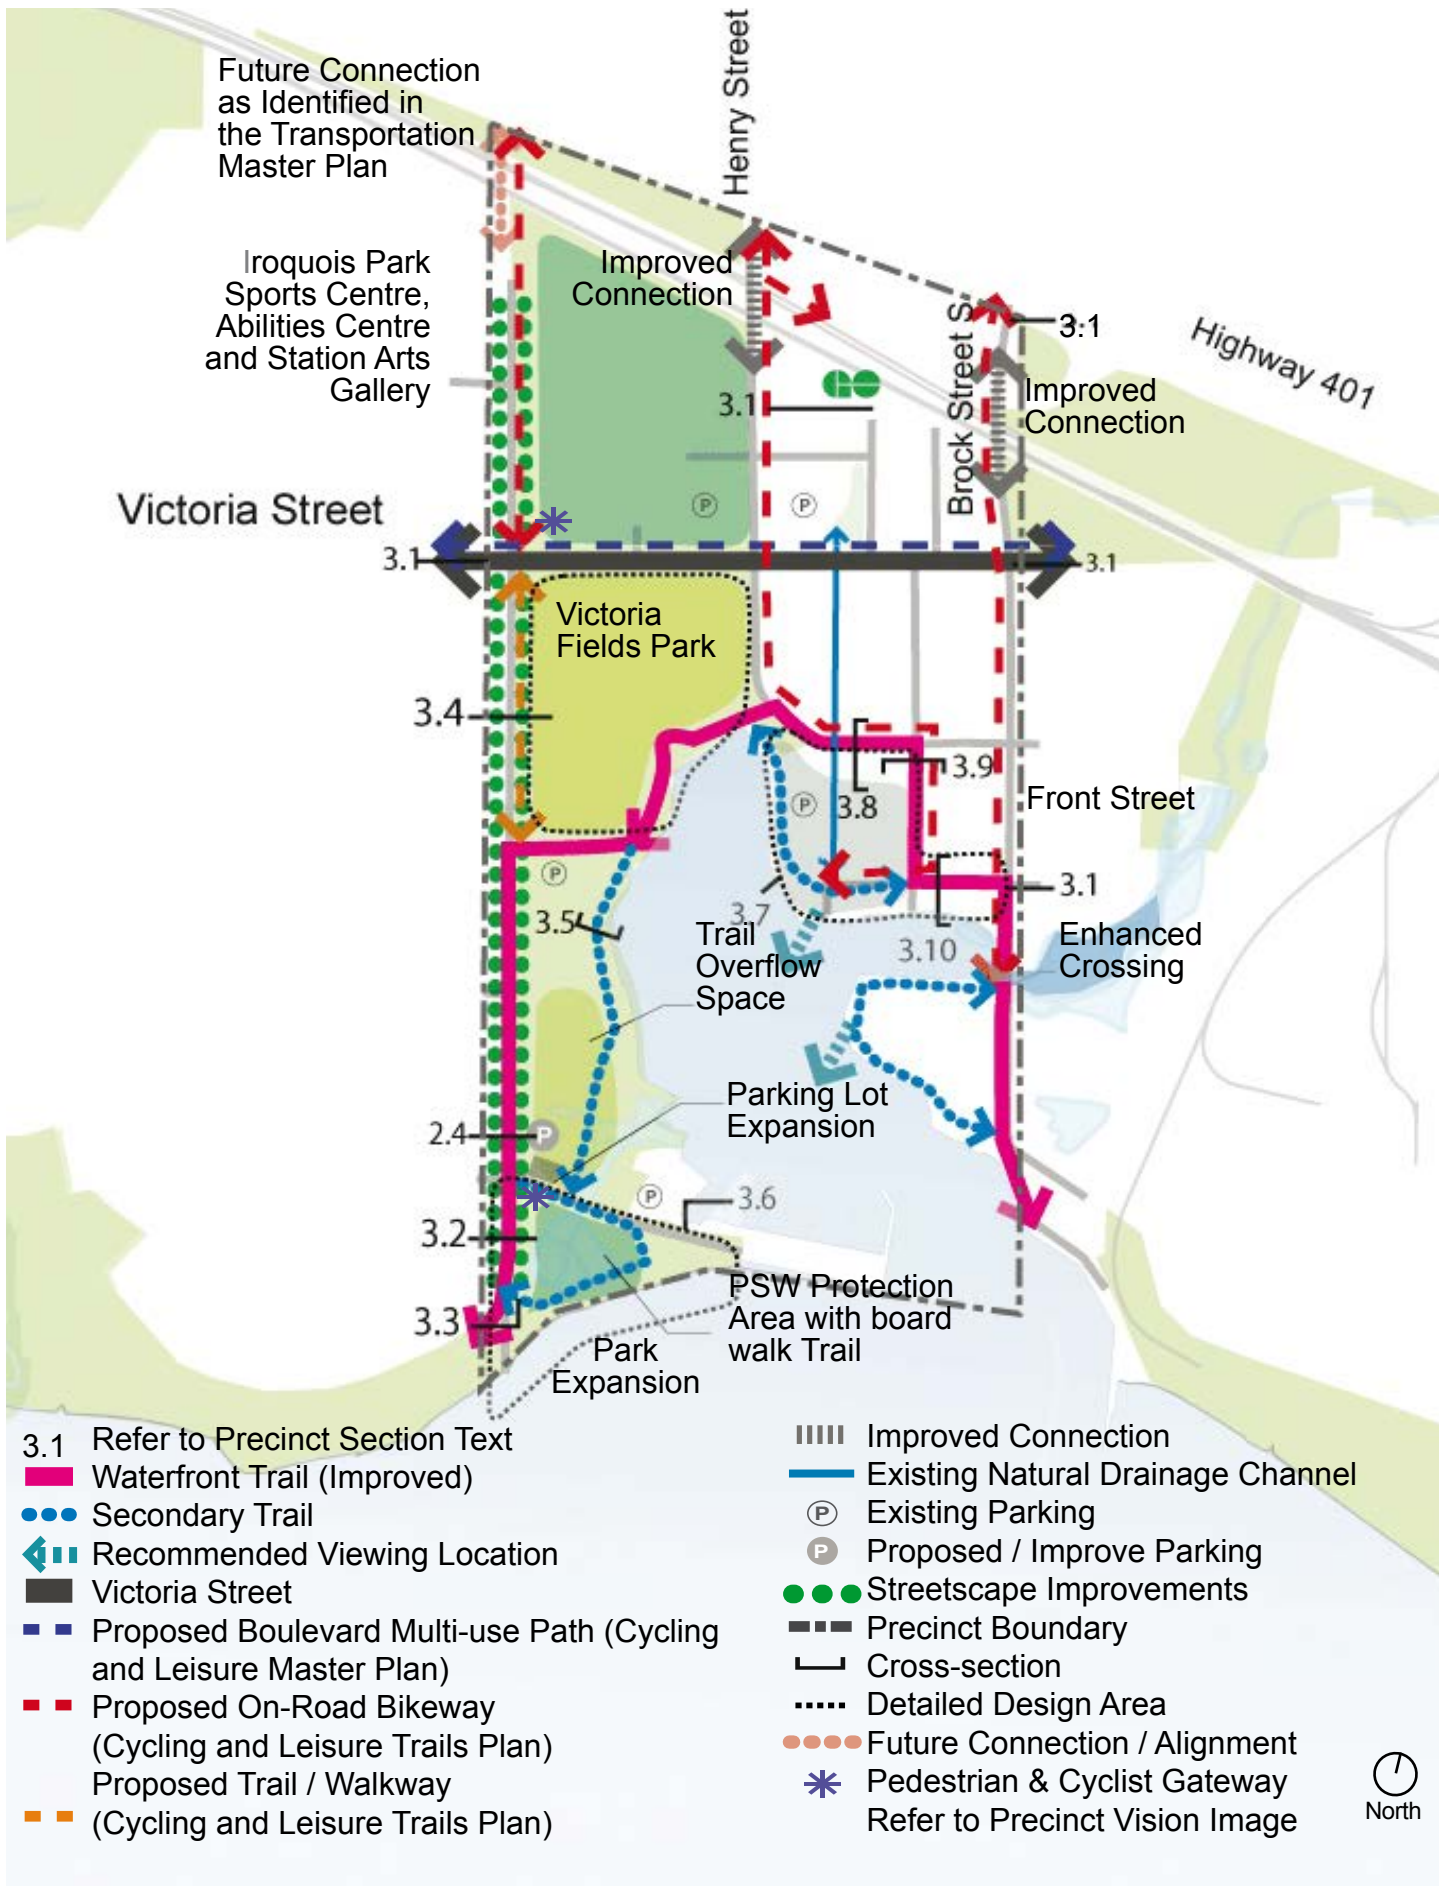 Henry Street
Future Connection
as Identified in
the Transportation
Master Plan
Iroquois Park
Sports Centre,
Abilities Centre
and Station Arts
Gallery
Improved
Connection
Brock Street S
3.1
Highway 401
Improved
Connection
3.1
GO
Victoria Street
P
P
3.1
3.1
Victoria
Fields Park
3.4
3.9
3.8
P
Front Street
P
3.1
3.5
3.7
3.10
Trail
Overflow
Space
Enhanced
Crossing
Parking Lot
Expansion
2.4
P
P
3.6
3.2
PSW Protection
Area with board
walk Trail
3.3
Park
Expansion
3.1 Refer to Precinct Section Text
Waterfront Trail (Improved)
Secondary Trail
Recommended Viewing Location
Victoria Street
Proposed Boulevard Multi-use Path (Cycling
and Leisure Master Plan)
Proposed On-Road Bikeway
(Cycling and Leisure Trails Plan)
Proposed Trail / Walkway
(Cycling and Leisure Trails Plan)
Improved Connection
Existing Natural Drainage Channel
P Existing Parking
P Proposed / Improve Parking
Streetscape Improvements
Precinct Boundary
Cross-section
Detailed Design Area
Future Connection / Alignment
Pedestrian & Cyclist Gateway
Refer to Precinct Vision Image
North